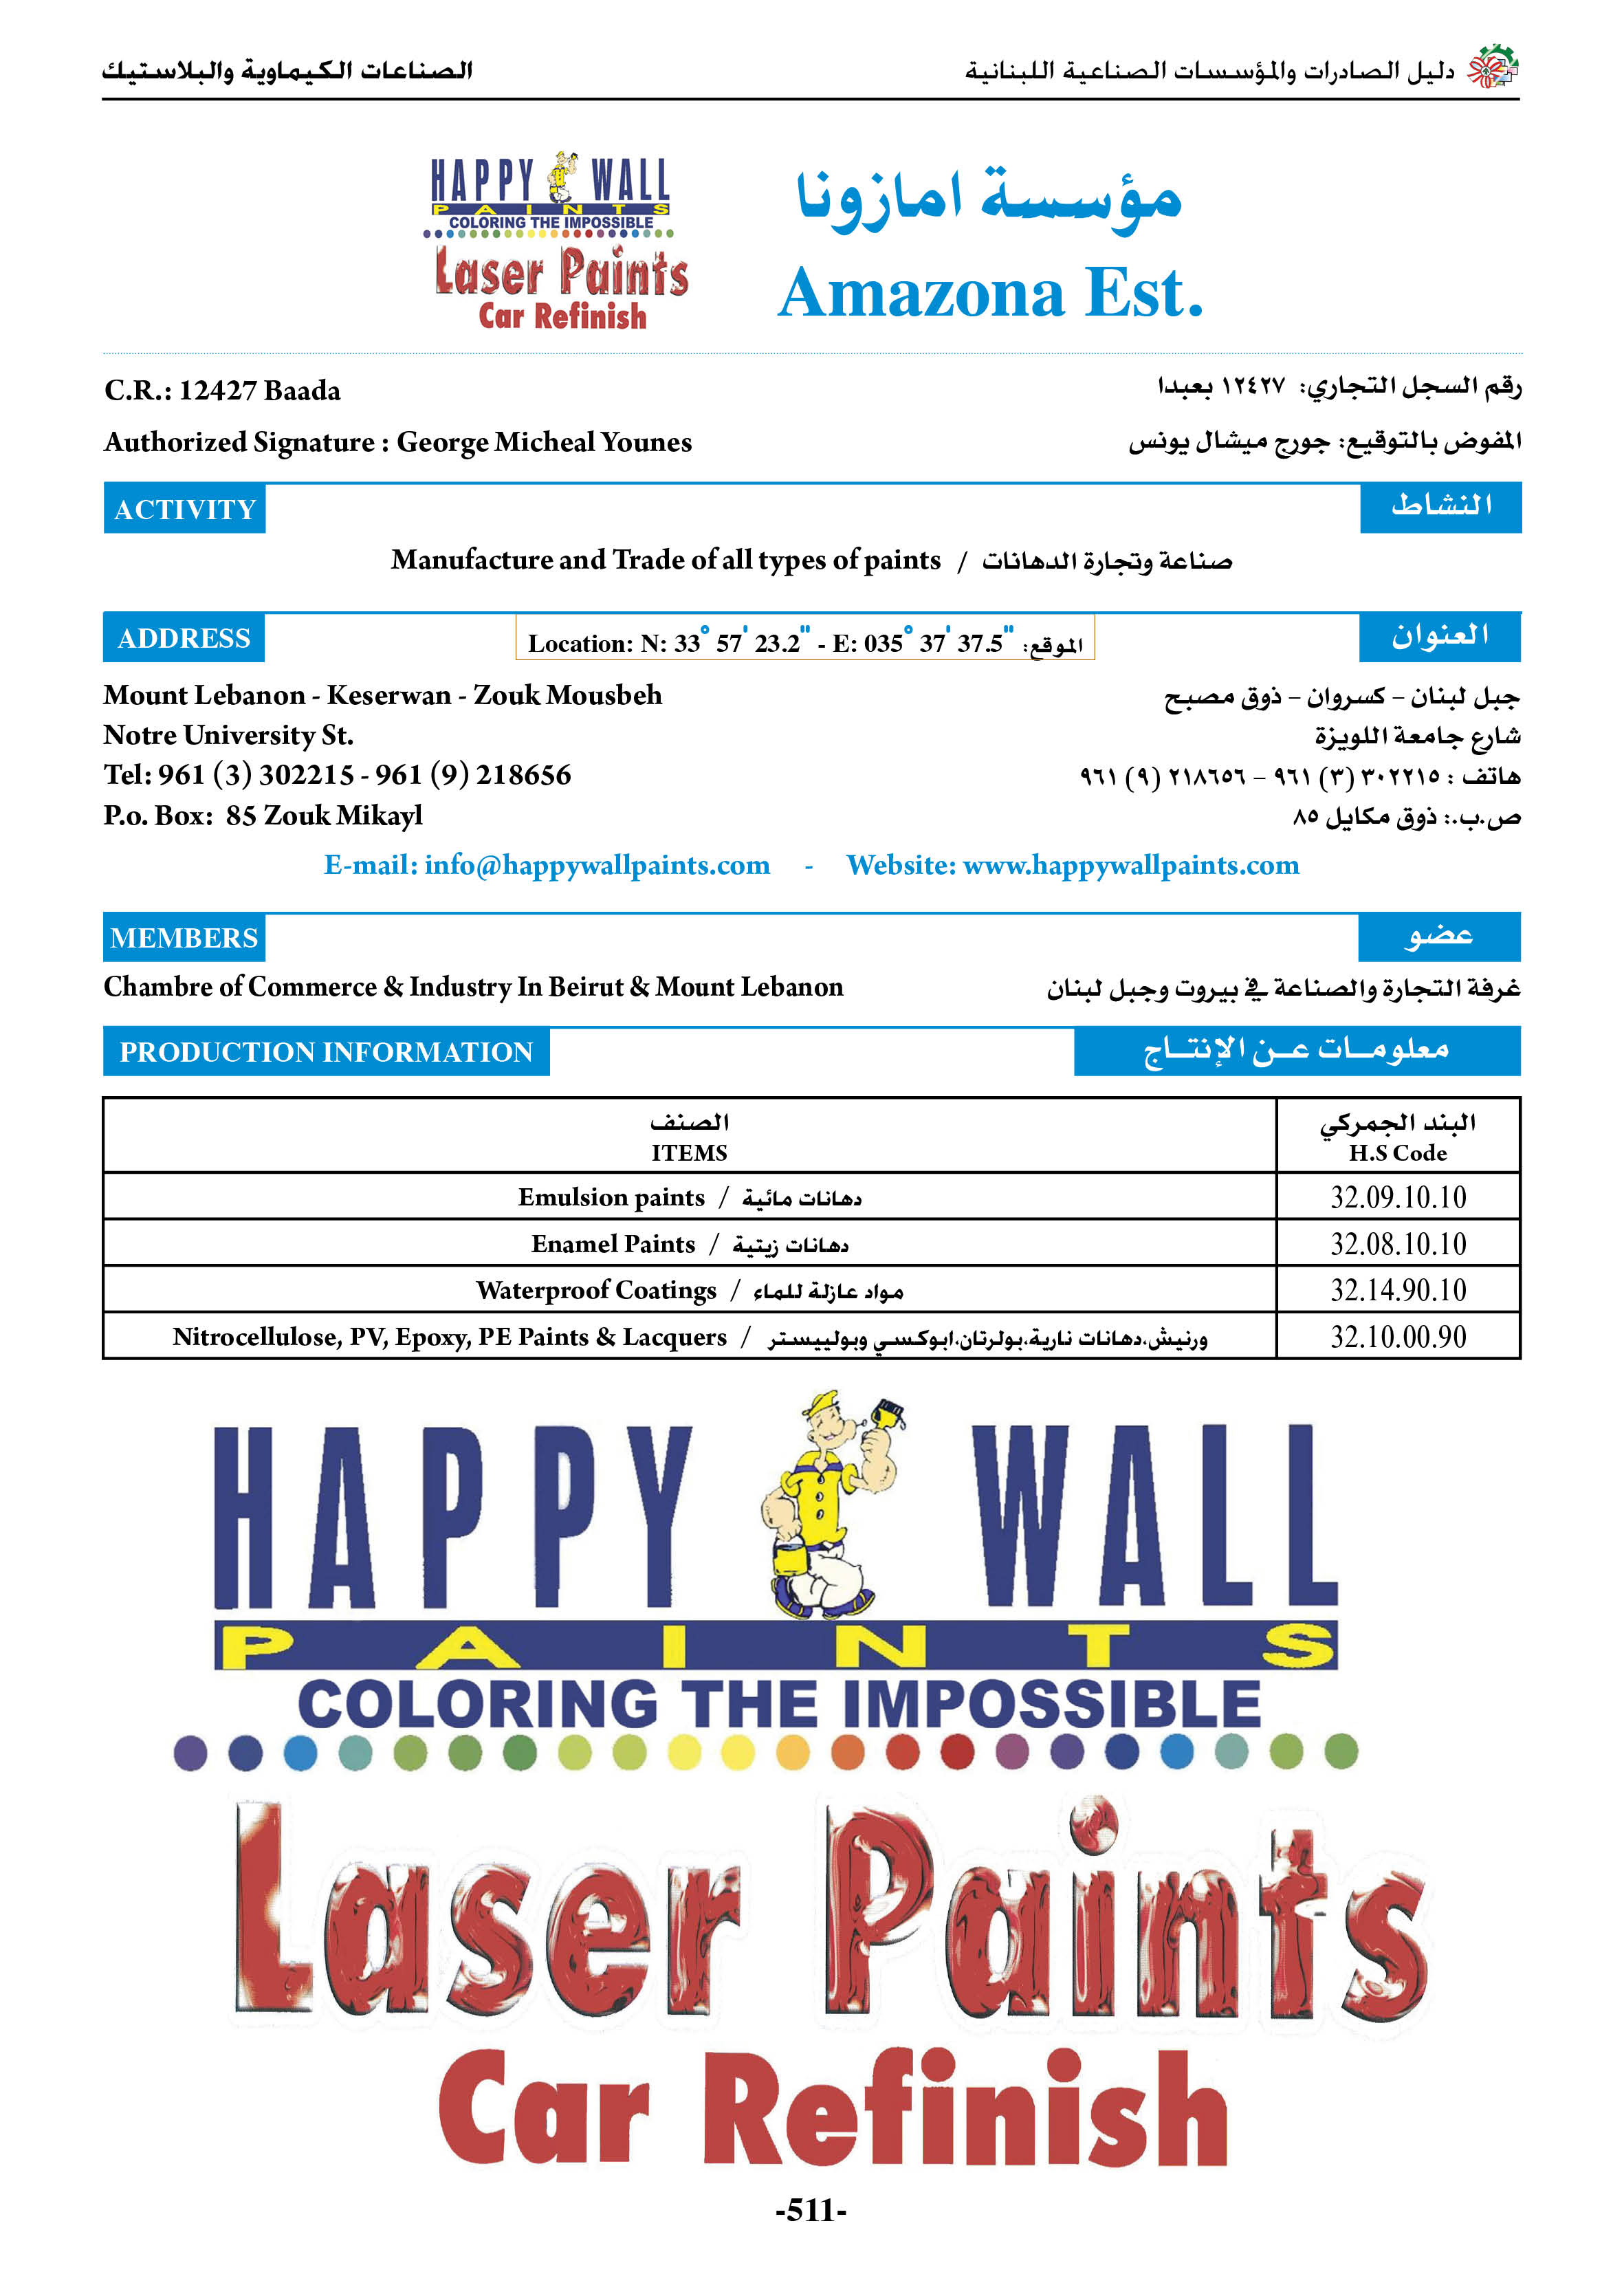 دليل الصادرات والمؤسسات الصناعية اللبنانية
الصناعات الكيماوية والبلاستيك
HAPPY WALL
PAINTS
COLORING THE IMPOSSIBLE
Laser Paints
Car Refinish
مؤسسة امازونا
Amazona Est.
C.R.: 12427 Baada
رقم السجل التجاري: ١٢٤٢٧ بعبدا
Authorized Signature : George Micheal Younes
المفوض بالتوقيع: جورج ميشال يونس
ACTIVITY
النشاط
Manufacture and Trade of all types of paints / صناعة وتجارة الدهانات
ADDRESS
Location: N: 33° 57' 23.2" - E: 035° 37' 37.5" :الموقع
العنوان
Mount Lebanon - Keserwan - Zouk Mousbeh
جبل لبنان – كسروان – ذوق مصبح
Notre University St.
شارع جامعة اللويزة
Tel: 961 (3) 302215 - 961 (9) 218656
هاتف : ٣٠٢٢١٥ (٣) ٩٦١ – ٢١٨٦٥٦ (٩) ٩٦١
P.o. Box: 85 Zouk Mikayl
ص.ب.: ذوق مكايل ٨٥
E-mail: info@happywallpaints.com - Website: www.happywallpaints.com
MEMBERS
عضو
Chambre of Commerce & Industry In Beirut & Mount Lebanon
غرفة التجارة والصناعة في بيروت وجبل لبنان
PRODUCTION INFORMATION
معلومـات عـن الإنتـاج
الصنف
ITEMS
البند الجمركي
H.S Code
Emulsion paints / دهانات مائية
32.09.10.10
Enamel Paints / دهانات زيتية
32.08.10.10
Waterproof Coatings / مواد عازلة للماء
32.14.90.10
Nitrocellulose, PV, Epoxy, PE Paints & Lacquers / ورنيش،دهانات نارية،بولرتان،ابوكسي وبولييستر
32.10.00.90
HAPPY WALL
PAINTS
COLORING THE IMPOSSIBLE
Laser Paints
Car Refinish
-511-